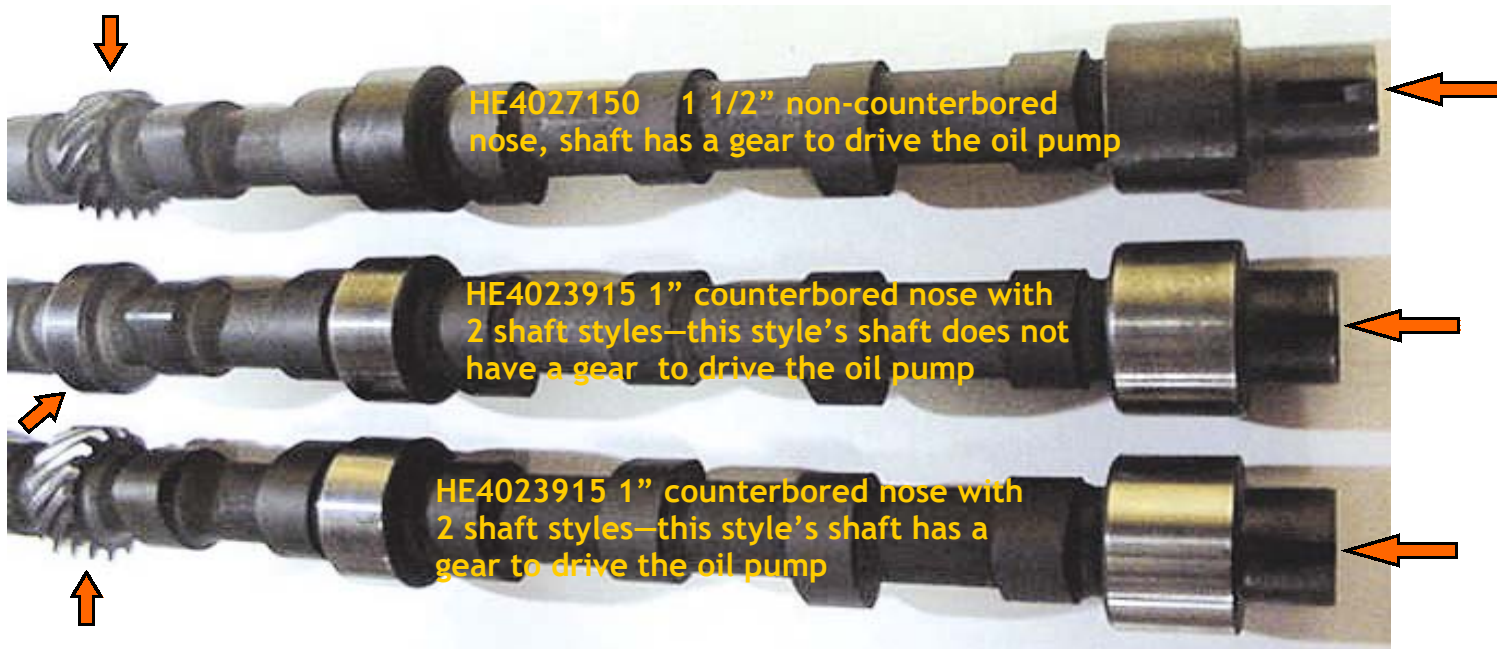 HE4027150 1 1/2” non-counterbored
nose, shaft has a gear to drive the oil pump
HE4023915 1” counterbored nose with
2 shaft styles—this style’s shaft does not
have a gear to drive the oil pump
HE4023915 1” counterbored nose with
2 shaft styles—this style’s shaft has a
gear to drive the oil pump